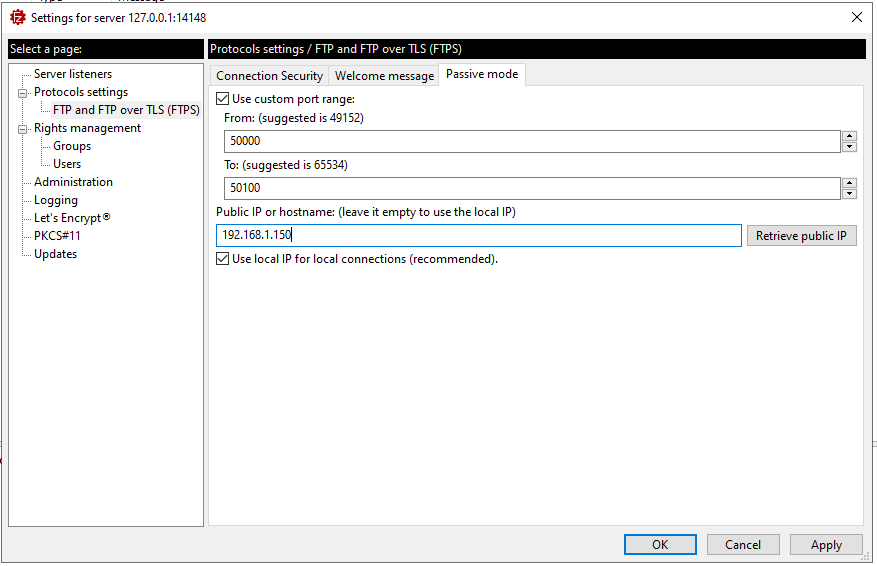 Settings for server 127.0.0.1:14148
Select a page:
Server listeners
Protocols settings
FTP and FTP over TLS (FTPS)
Rights management
Groups
Users
Administration
Logging
Let's Encrypt®
PKCS#11
Updates
Protocols settings / FTP and FTP over TLS (FTPS)
Connection Security Welcome message Passive mode
Use custom port range:
From: (suggested is 49152)
50000
To: (suggested is 65534)
50100
Public IP or hostname: (leave it empty to use the local IP)
192.168.1.150 Retrieve public IP
Use local IP for local connections (recommended).
OK Cancel Apply